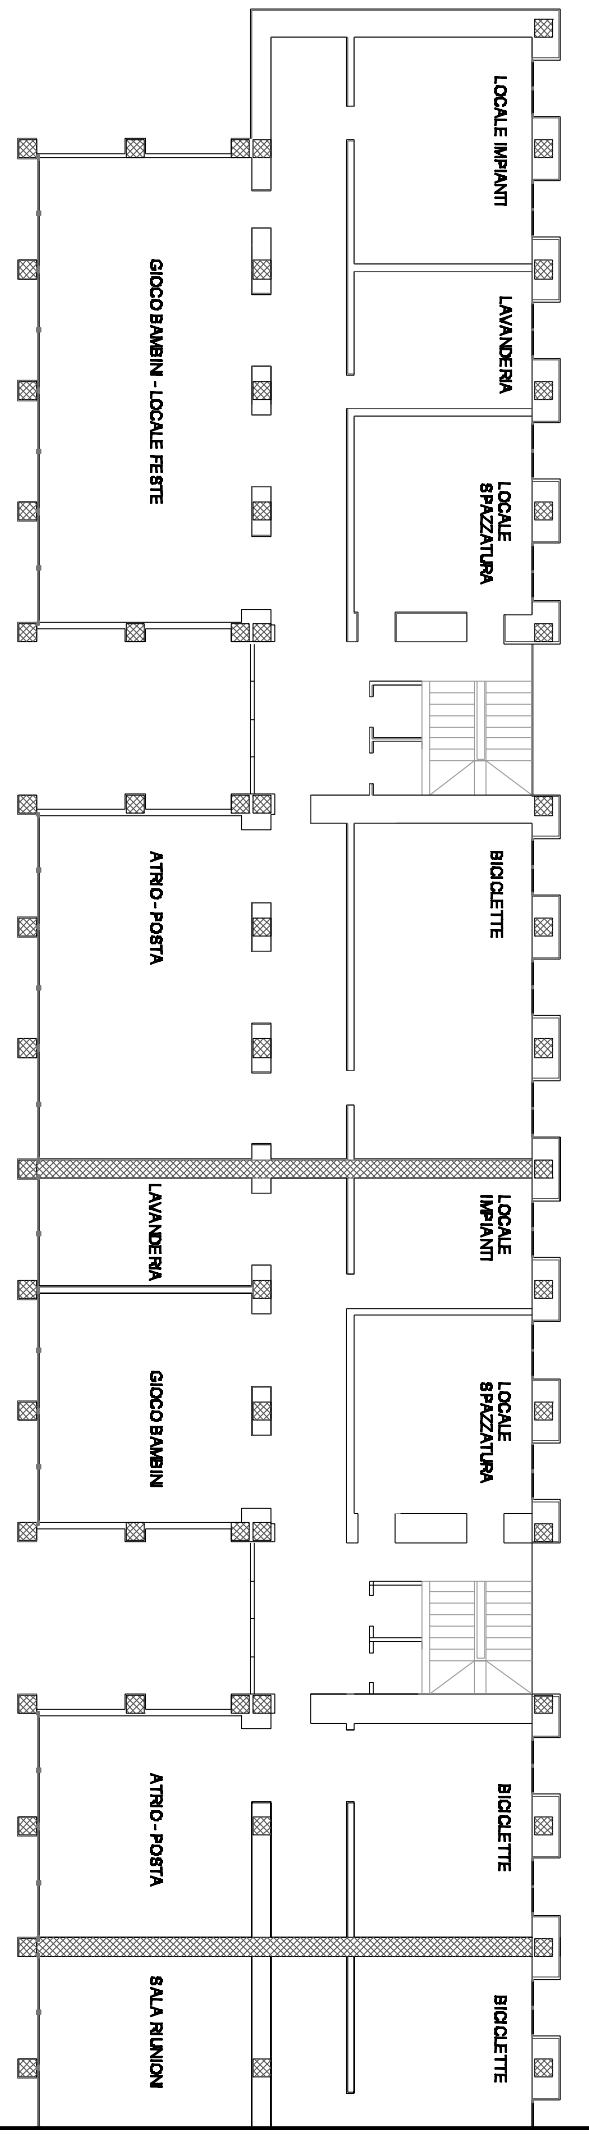 LOCALE IMPIANTI
GIOCO BAMBINI - LOCALE FESTE
LAVANDERIA
LOCALE
SPAZZATURA
ATRIO - POSTA
BICICLETTE
LAVANDERIA
LOCALE
IMPIANTI
GIOCO BAMBINI
LOCALE
SPAZZATURA
ATRIO - POSTA
BICICLETTE
SALA RIUNIONI
BICICLETTE